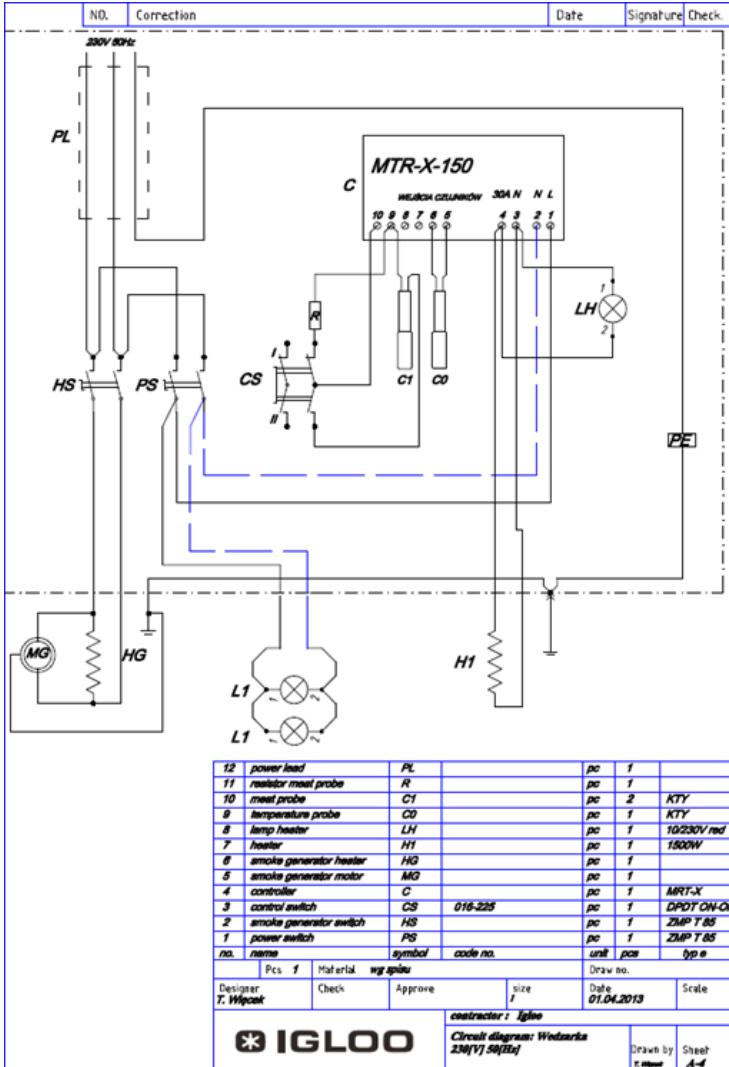 NO. Correction Date Signature Check.
230V 50Hz
PL
MTR-X-150
C
WEJŚCIA CZUJNIKÓW 30A N N L
10 9 8 7 6 5 4 3 2 1
R
1
LH
2
I
HS PS CS C1 C0
II
PE
MG HG H1
L1 1 2
L1 1 2
12 power lead PL pc 1
11 resistor meat probe R pc 1
10 meat probe C1 pc 2 KTY
9 temperature probe C0 pc 1 KTY
8 lamp heater LH pc 1 10/230V red
7 heater H1 pc 1 1500W
6 smoke generator heater HG pc 1
5 smoke generator motor MG pc 1
4 controller C pc 1 MRT-X
3 control switch CS 016-225 pc 1 DPDT ON-O
2 smoke generator switch HS pc 1 ZMP T 85
1 power switch PS pc 1 ZMP T 85
no. name symbol code no. unit pcs type
Pcs 1 Material wg spisu Draw no.
Designer Check Approve size Date Scale
T. Więcek 1 01.04.2013
contractor : Igloo
IGLOO
Circuit diagram: Wedzarka
230[V] 50[Hz]
Drawn by Sheet
A-4